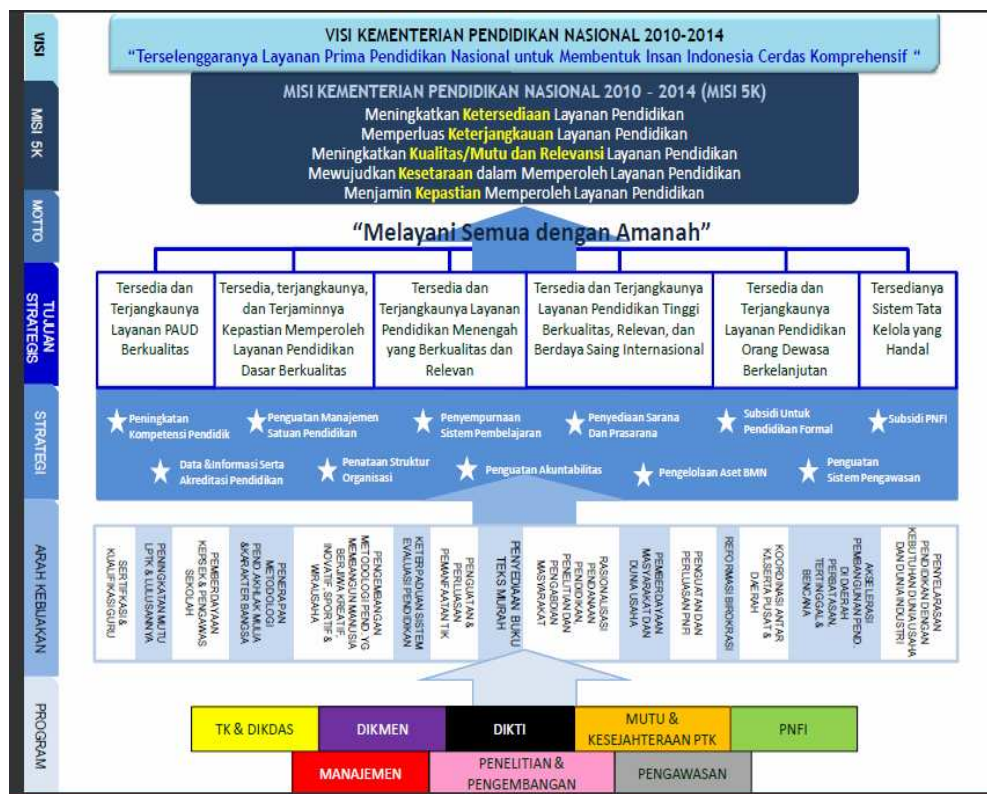 VISI
VISI KEMENTERIAN PENDIDIKAN NASIONAL 2010-2014
“Terselenggaranya Layanan Prima Pendidikan Nasional untuk Membentuk Insan Indonesia Cerdas Komprehensif “
MISI 5K
MISI KEMENTERIAN PENDIDIKAN NASIONAL 2010 - 2014 (MISI 5K)
Meningkatkan Ketersediaan Layanan Pendidikan
Memperluas Keterjangkauan Layanan Pendidikan
Meningkatkan Kualitas/Mutu dan Relevansi Layanan Pendidikan
Mewujudkan Kesetaraan dalam Memperoleh Layanan Pendidikan
Menjamin Kepastian Memperoleh Layanan Pendidikan
MOTTO
“Melayani Semua dengan Amanah”
TUJUAN
STRATEGIS
Tersedia dan
Terjangkaunya
Layanan PAUD
Berkualitas
Tersedia, terjangkaunya,
dan Terjaminnya
Kepastian Memperoleh
Layanan Pendidikan
Dasar Berkualitas
Tersedia dan
Terjangkaunya Layanan
Pendidikan Menengah
yang Berkualitas dan
Relevan
Tersedia dan Terjangkaunya
Layanan Pendidikan Tinggi
Berkualitas, Relevan, dan
Berdaya Saing Internasional
Tersedia dan
Terjangkaunya
Layanan Pendidikan
Orang Dewasa
Berkelanjutan
Tersedianya
Sistem Tata
Kelola yang
Handal
STRATEGI
Peningkatan
Kompetensi Pendidik
Penguatan Manajemen
Satuan Pendidikan
Penyempurnaan
Sistem Pembelajaran
Penyediaan Sarana
Dan Prasarana
Subsidi Untuk
Pendidikan Formal
Subsidi PNFI
Data &Informasi Serta
Akreditasi Pendidikan
Penataan Struktur
Organisasi
Penguatan Akuntabilitas
Pengelolaan Aset BMN
Penguatan
Sistem Pengawasan
ARAH KEBIJAKAN
SERTIFIKASI &
KUALIFIKASI GURU
PENINGKATAN MUTU
LPTK & LULUSANNYA
PEMBERDAYAAN
KEPSEK & PENGAWAS
SEKOLAH
PENERAPAN
METODOLOGI
PEND. AKHLAK MULIA
&KARAKTER BANGSA
PENGEMBANGAN
METODOLOGI PEND. YG
MEMBANGUN MANUSIA
BERJIWA KREATIF,
INOVATIF,SPORTIF &
WIRAUSAHA
KETERPADUAN SISTEM
EVALUASI PENDIDIKAN
PENGUATAN &
PERLUASAN
PEMANFAATAN TIK
PENYEDIAAN BUKU
TEKS MURAH
RASIONALISASI
PENDANAAN
PENDIDIKAN,
PENELITIAN DAN
PENGABDIAN
MASYARAKAT
PEMBERDAYAAN
MASYARAKAT DAN
DUNIA USAHA
PENGUATAN DAN
PERLUASAN PNFI
REFORMASI BIROKRASI
KOORDINASI ANTAR
K/L SERTA PUSAT &
DAERAH
AKSELERASI
PEMBANGUNAN PEND.
DI DAERAH
PERBATASAN,
TERTINGGAL &
BENCANA
PENYELARASAN
PENDIDIKAN DENGAN
KEBUTUHAN DUNIA USAHA
DAN DUNIA INDUSTRI
PROGRAM
TK & DIKDAS
DIKMEN
DIKTI
MUTU &
KESEJAHTERAAN PTK
PNFI
MANAJEMEN
PENELITIAN &
PENGEMBANGAN
PENGAWASAN